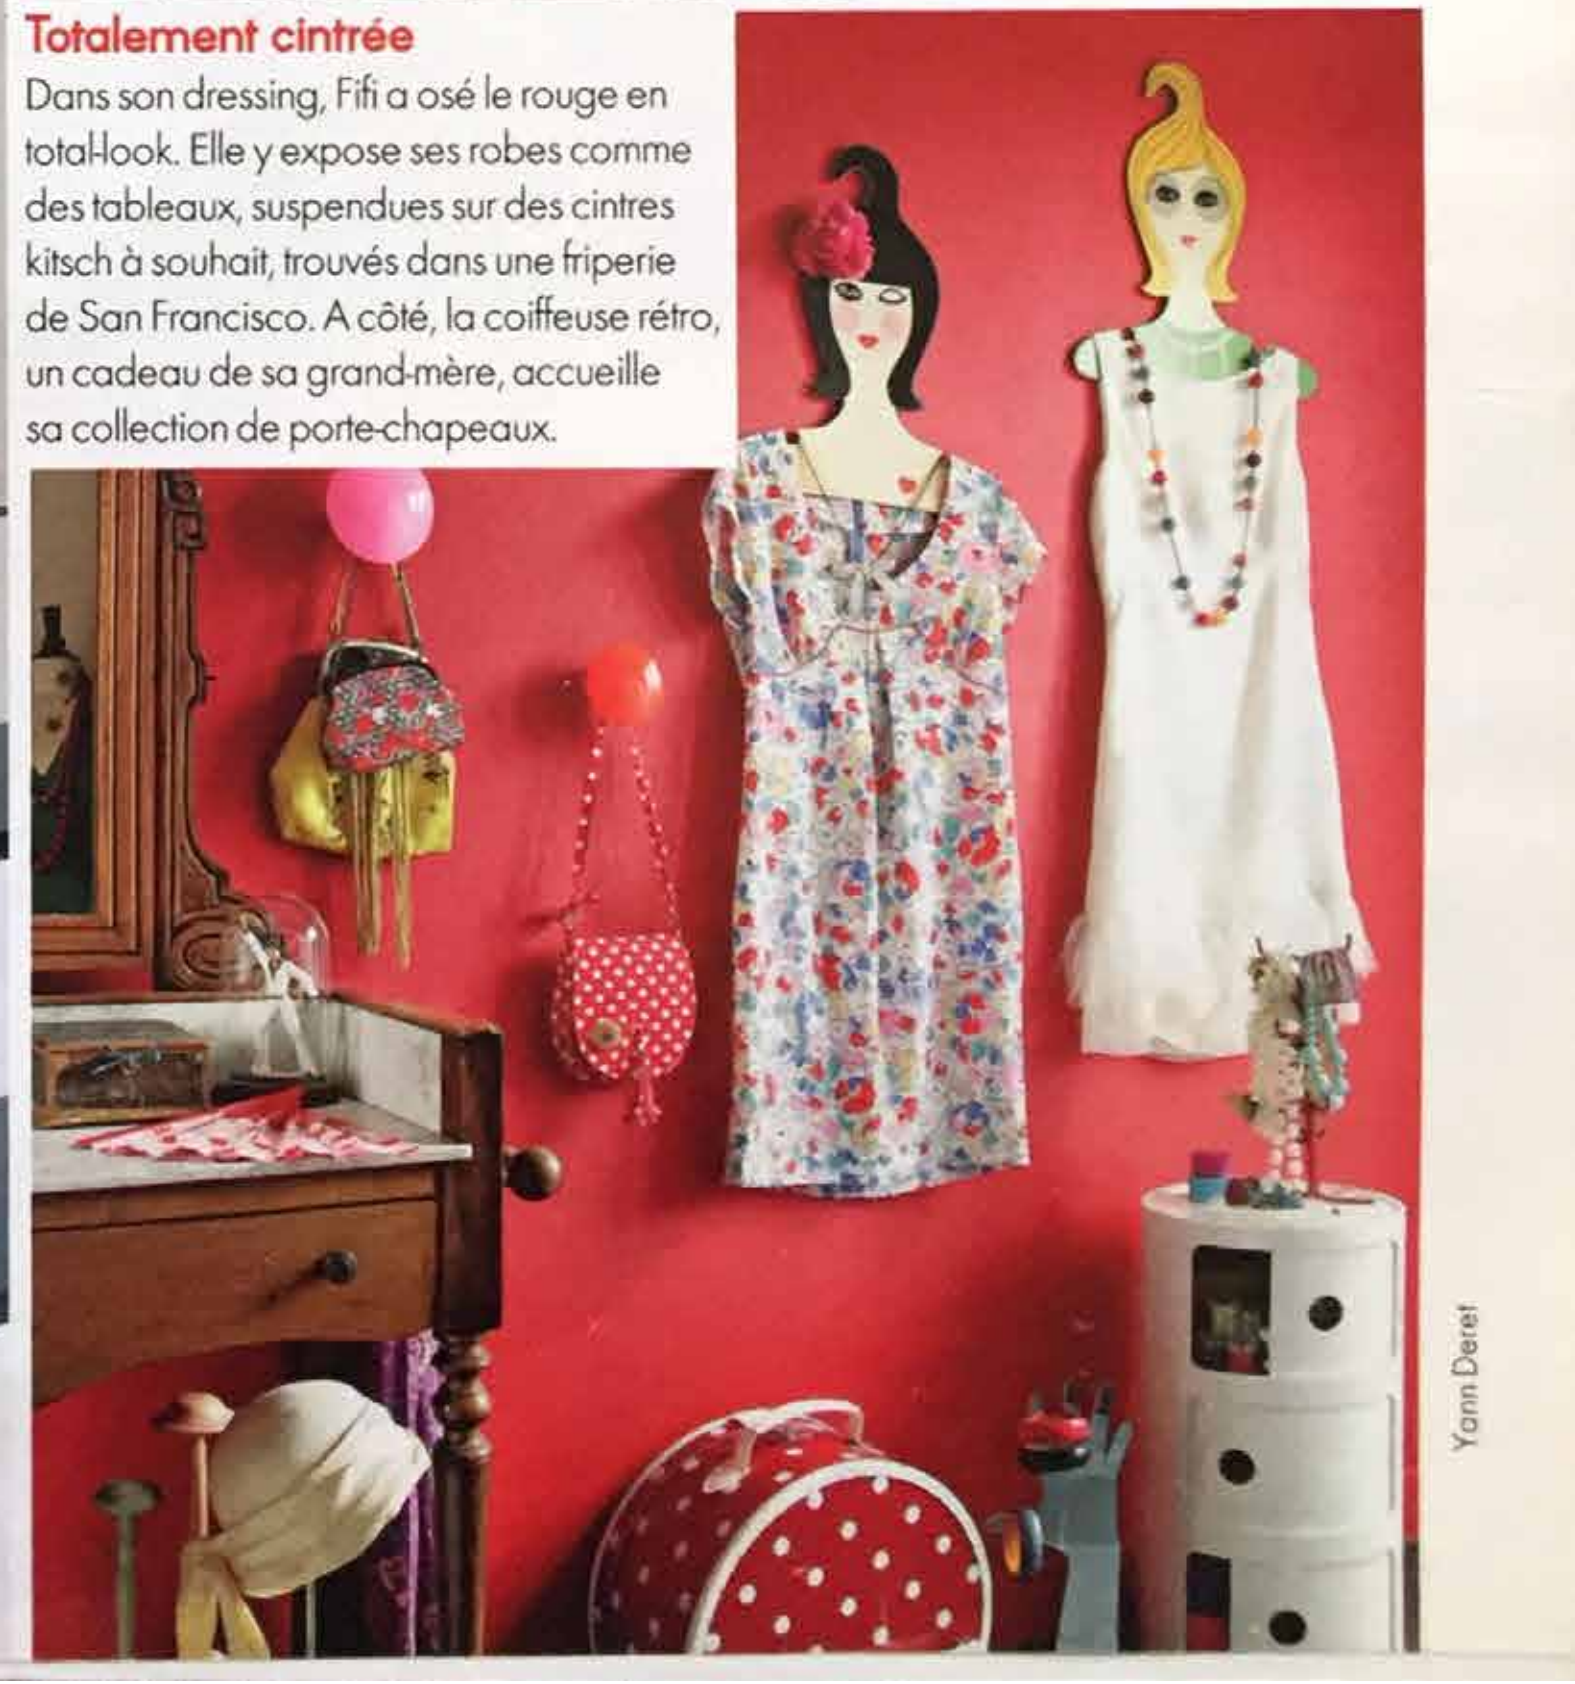 Totalement cintrée
Dans son dressing, Fifi a osé le rouge en
total-look. Elle y expose ses robes comme
des tableaux, suspendues sur des cintres
kitsch à souhait, trouvés dans une friperie
de San Francisco. A côté, la coiffeuse rétro,
un cadeau de sa grand-mère, accueille
sa collection de porte-chapeaux.
Yann Deret